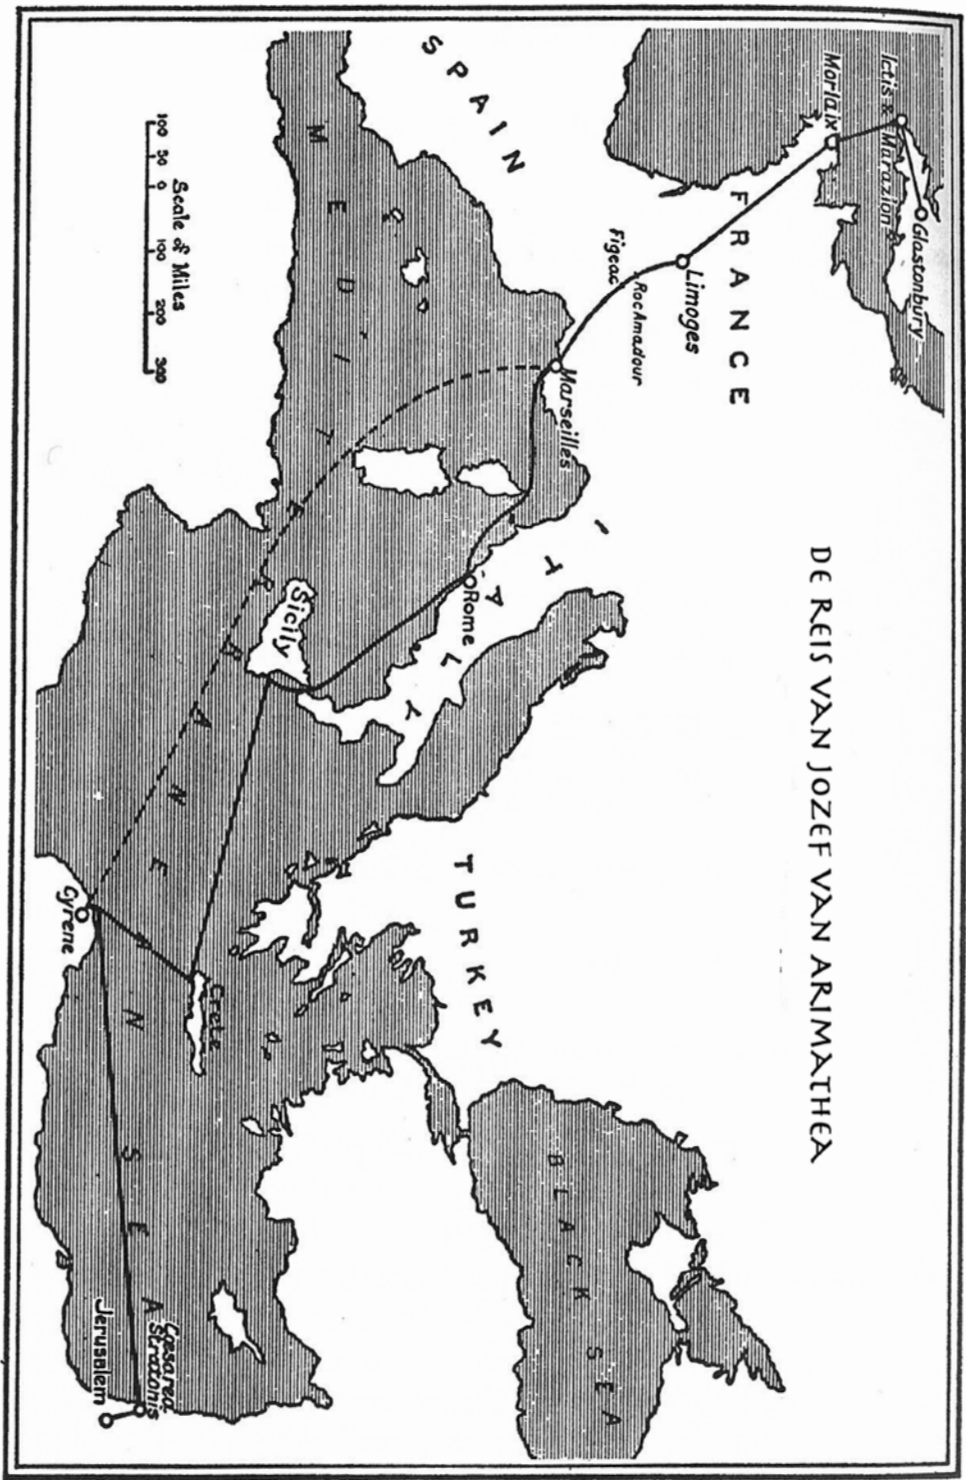 DE REIS VAN JOZEF VAN ARIMATHEA
Ictis & Marazion
Glastonbury
Morlaix
FRANCE
Limoges
RocAmadour
Figeac
Marseilles
SPAIN
ITALY
Rome
Sicily
TURKEY
BLACK SEA
MEDITERRANEAN SEA
Crete
Cyrene
Caesarea-
Stratonis
Jerusalem
100 50 0 100 200 300
Scale of Miles